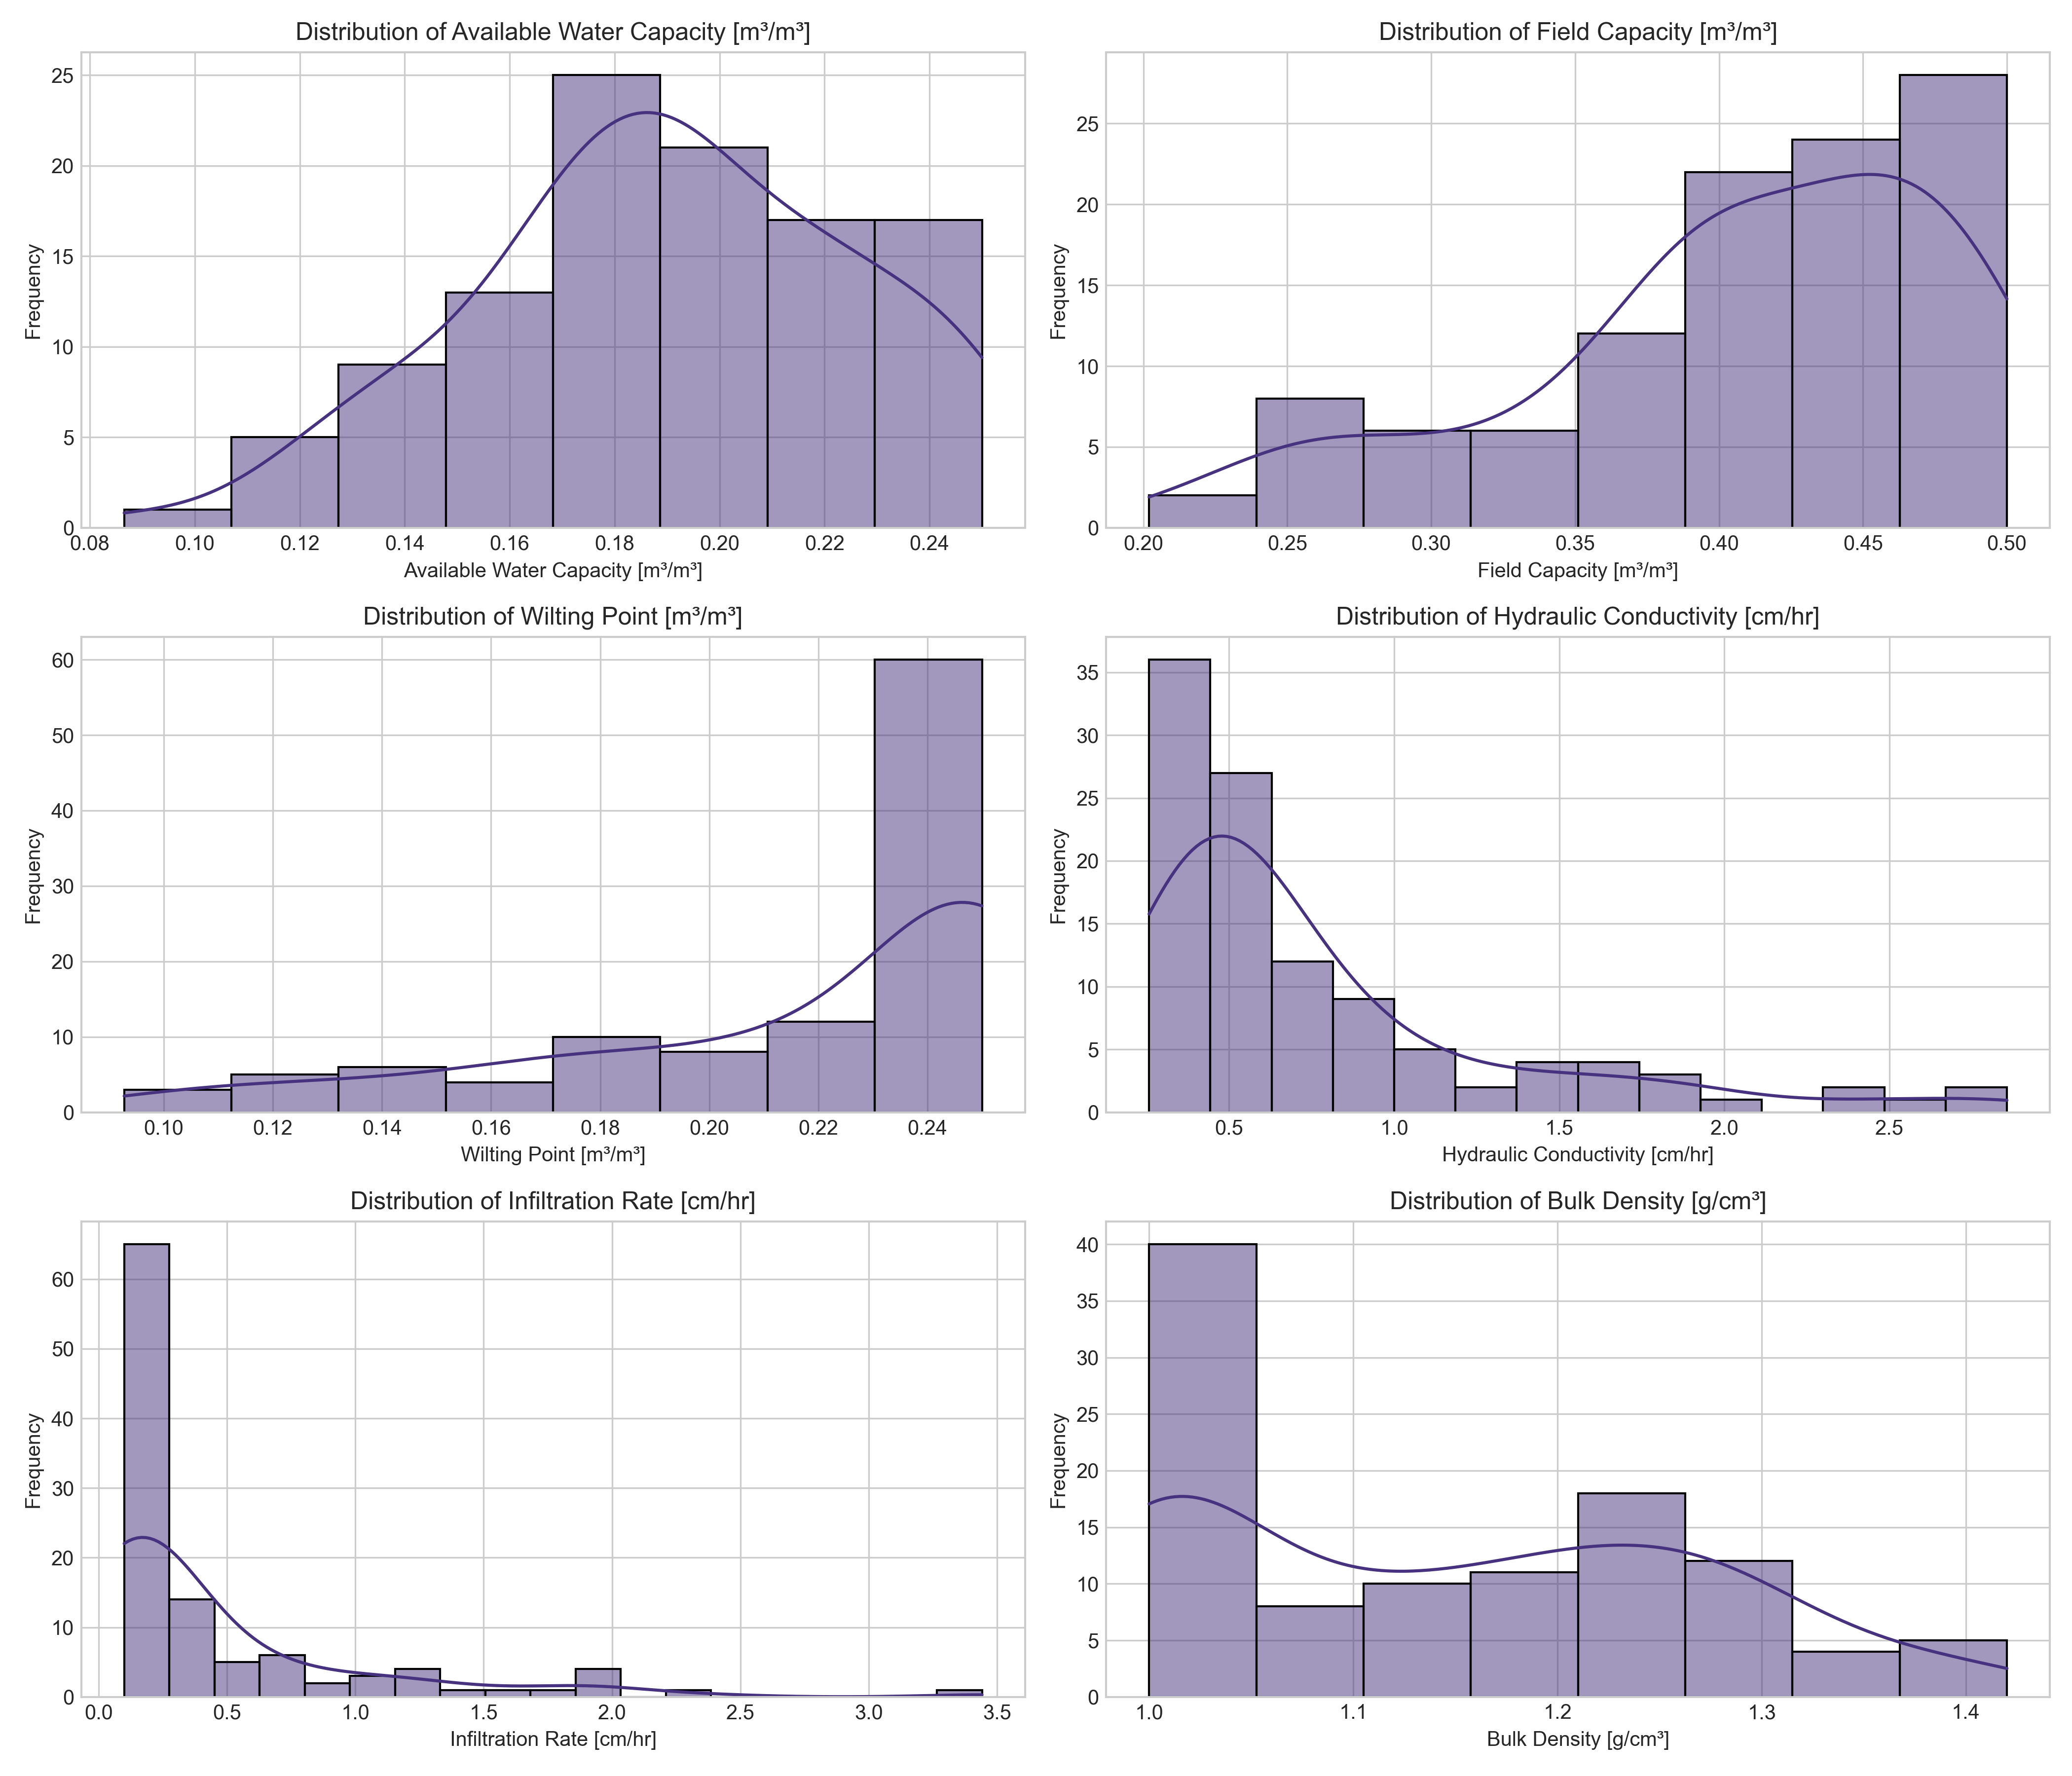 Distribution of Available Water Capacity [m³/m³]
Frequency
25
20
15
10
5
0
0.08 0.10 0.12 0.14 0.16 0.18 0.20 0.22 0.24
Available Water Capacity [m³/m³]
Distribution of Field Capacity [m³/m³]
Frequency
25
20
15
10
5
0
0.20 0.25 0.30 0.35 0.40 0.45 0.50
Field Capacity [m³/m³]
Distribution of Wilting Point [m³/m³]
Frequency
60
50
40
30
20
10
0
0.10 0.12 0.14 0.16 0.18 0.20 0.22 0.24
Wilting Point [m³/m³]
Distribution of Hydraulic Conductivity [cm/hr]
Frequency
35
30
25
20
15
10
5
0
0.5 1.0 1.5 2.0 2.5
Hydraulic Conductivity [cm/hr]
Distribution of Infiltration Rate [cm/hr]
Frequency
60
50
40
30
20
10
0
0.0 0.5 1.0 1.5 2.0 2.5 3.0 3.5
Infiltration Rate [cm/hr]
Distribution of Bulk Density [g/cm³]
Frequency
40
35
30
25
20
15
10
5
0
1.0 1.1 1.2 1.3 1.4
Bulk Density [g/cm³]